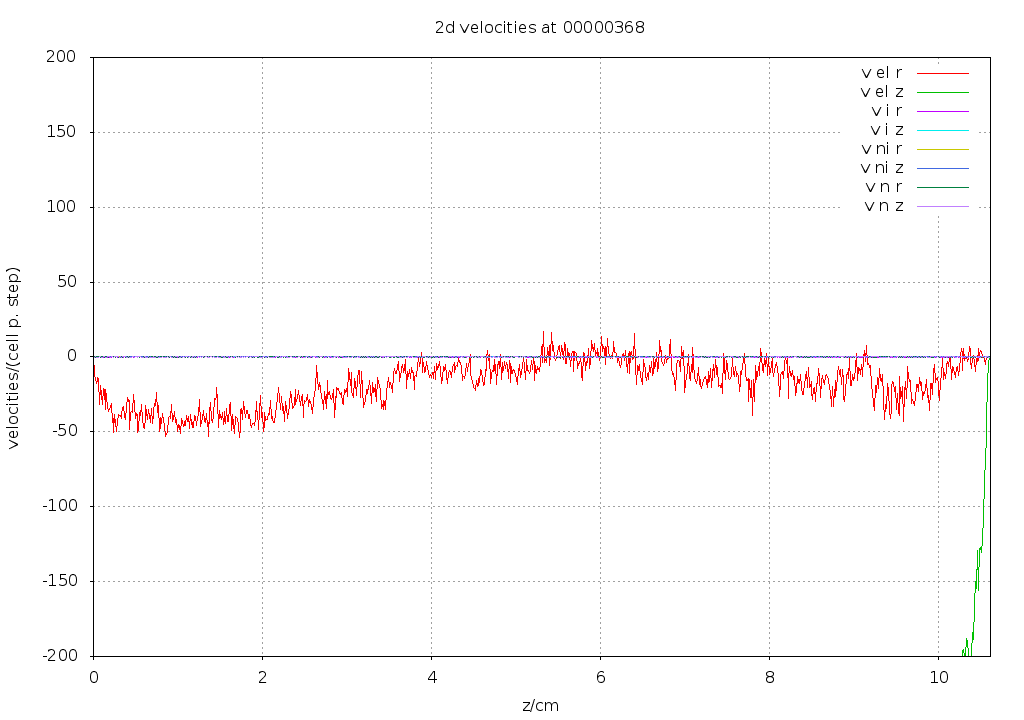 2d velocities at 00000368
200
150
100
50
0
-50
-100
-150
-200
velocities/(cell p. step)
v el r
v el z
v i r
v i z
v ni r
v ni z
v n r
v n z
0 2 4 6 8 10
z/cm